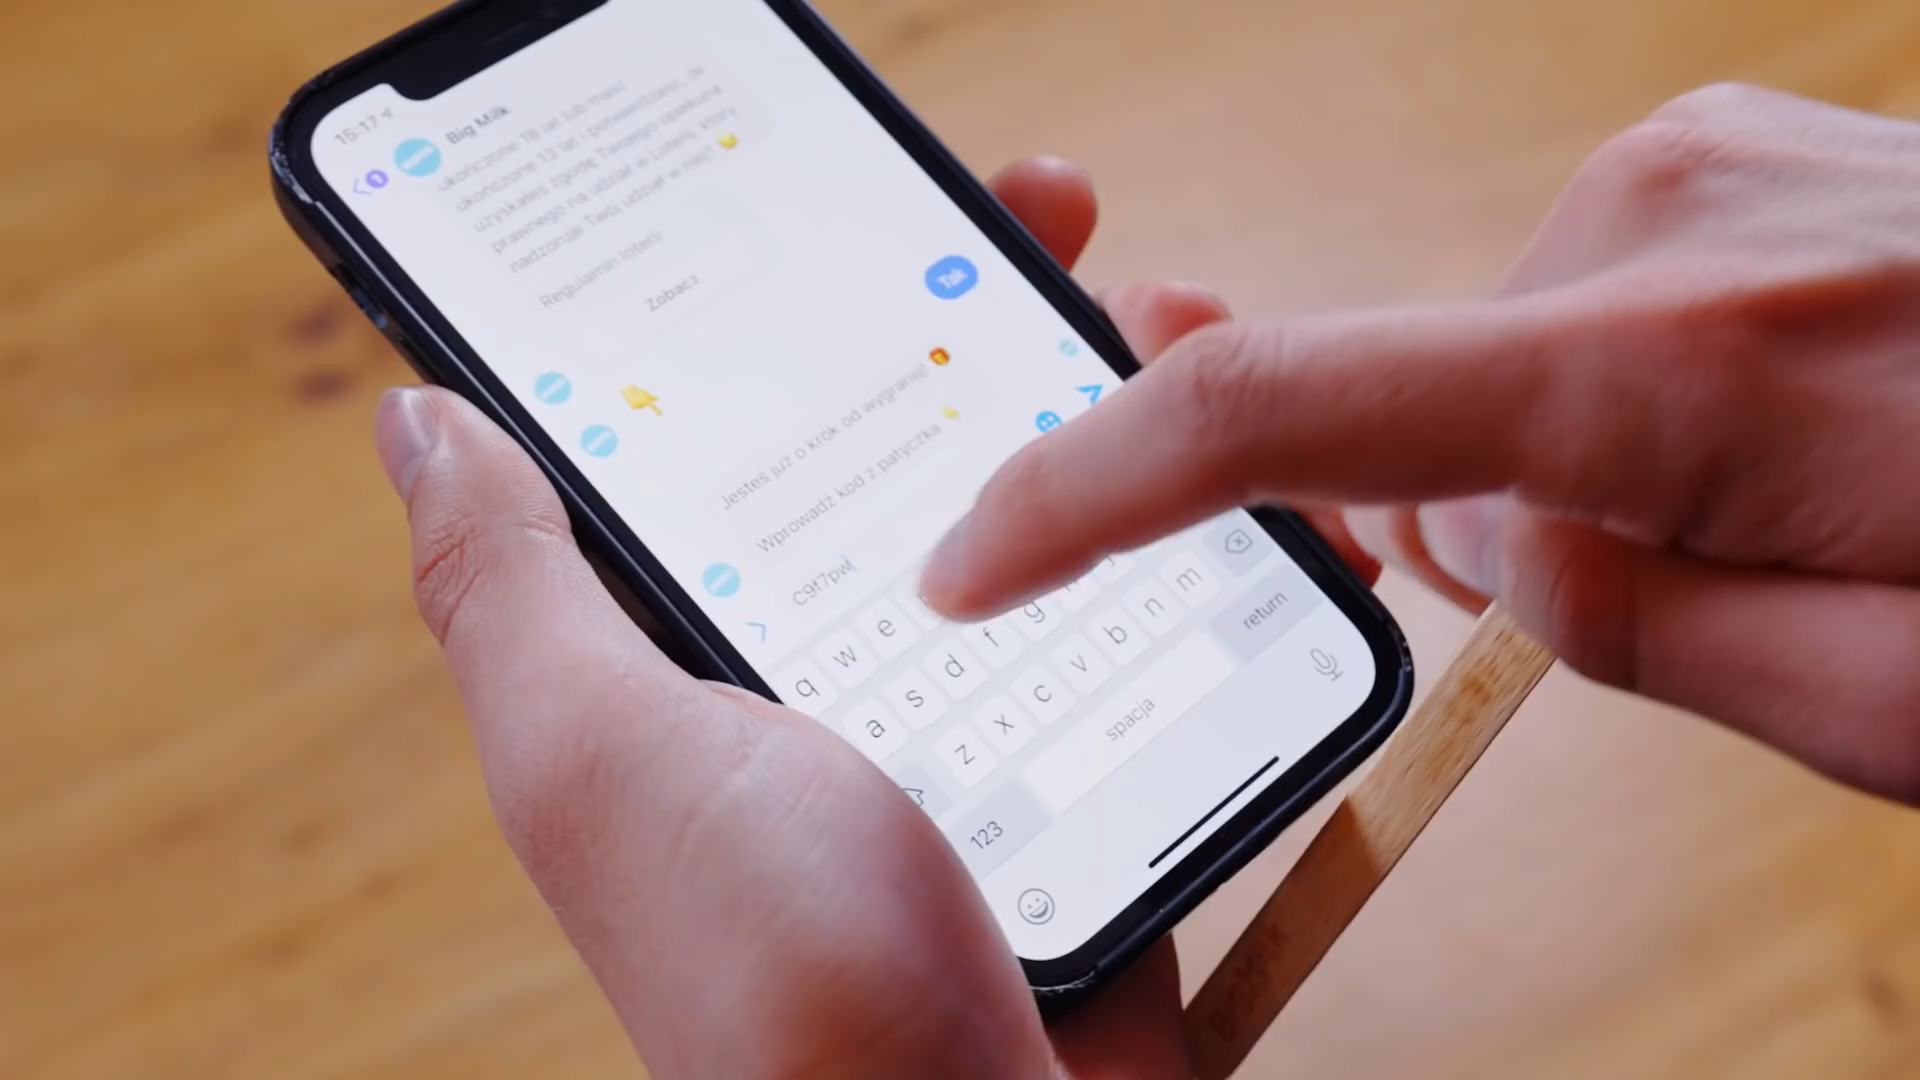 15:17
1
Big Milk
ukończone 18 lat lub masz
ukończone 13 lat i potwierdzasz, że
uzyskałeś zgodę Twojego opiekuna
prawnego na udział w Loterii, który
nadzoruje Twój udział w niej?
Regulamin loterii
Zobacz
Tak
Jesteś już o krok od wygranej!
Wprowadź kod z patyczka
C9f7pw
q w e
a s d f g
z x c v b n m
123 spacja return